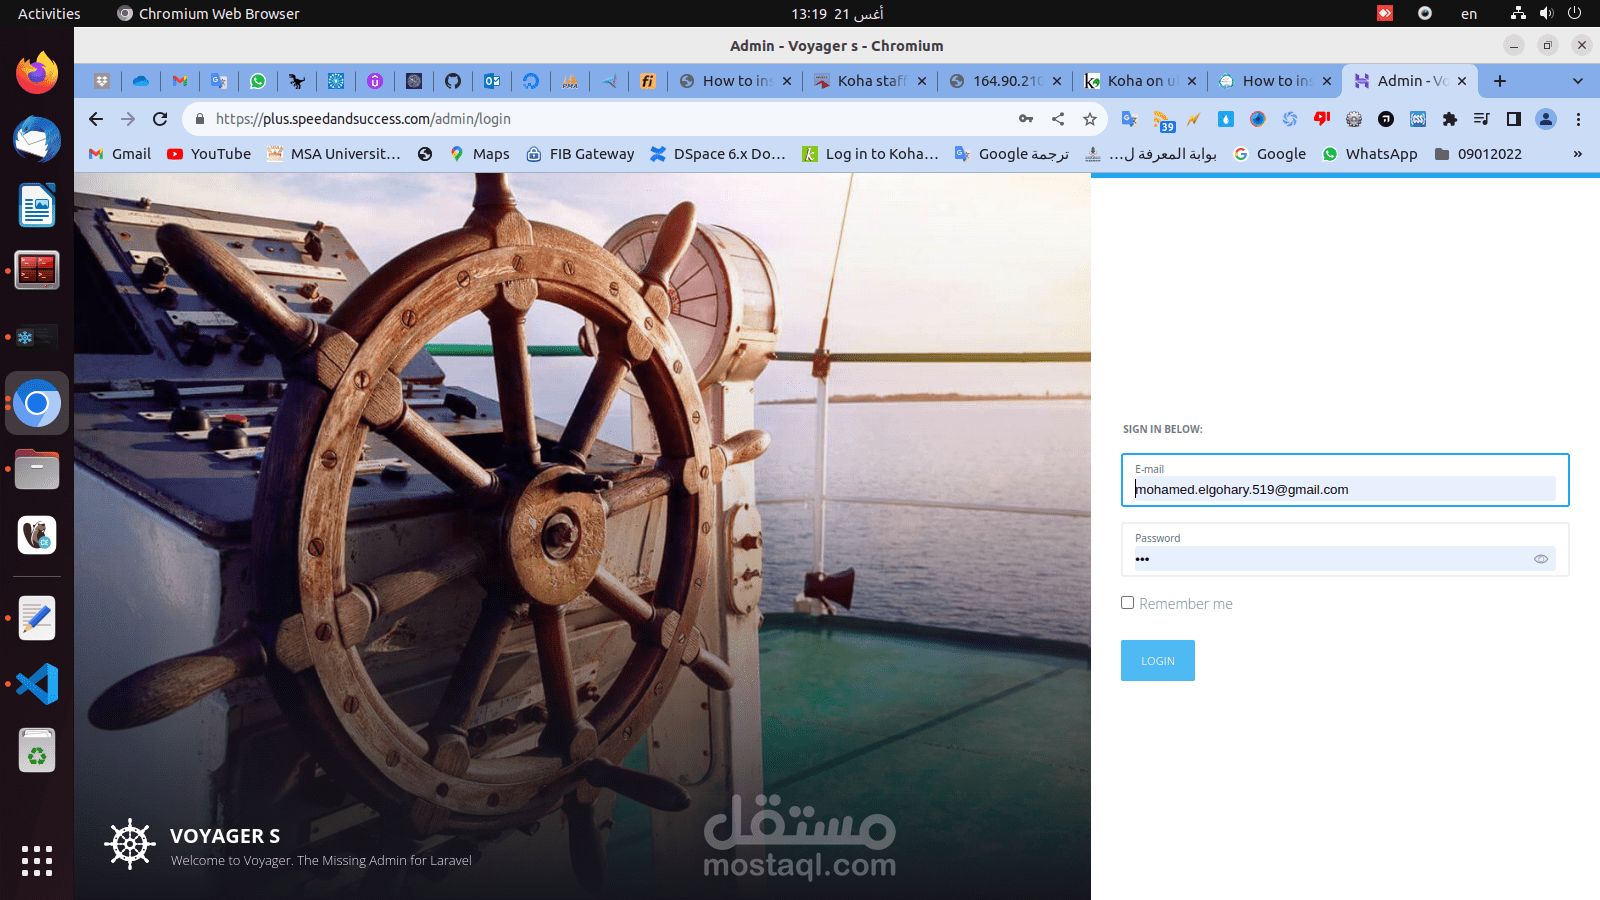 Activities
Chromium Web Browser
13:19 21 أغس
en
Admin - Voyager s - Chromium
How to ins
Koha staff
164.90.210
Koha on u
How to ins
Admin - Vo
https://plus.speedandsuccess.com/admin/login
39
Gmail
YouTube
MSA Universit...
Maps
FIB Gateway
DSpace 6.x Do...
Log in to Koha...
ترجمة Google
بوابة المعرفة ل...
Google
WhatsApp
09012022
»
SIGN IN BELOW:
E-mail
mohamed.elgohary.519@gmail.com
Password
•••
Remember me
LOGIN
VOYAGER S
Welcome to Voyager. The Missing Admin for Laravel
مستقل
mostaql.com